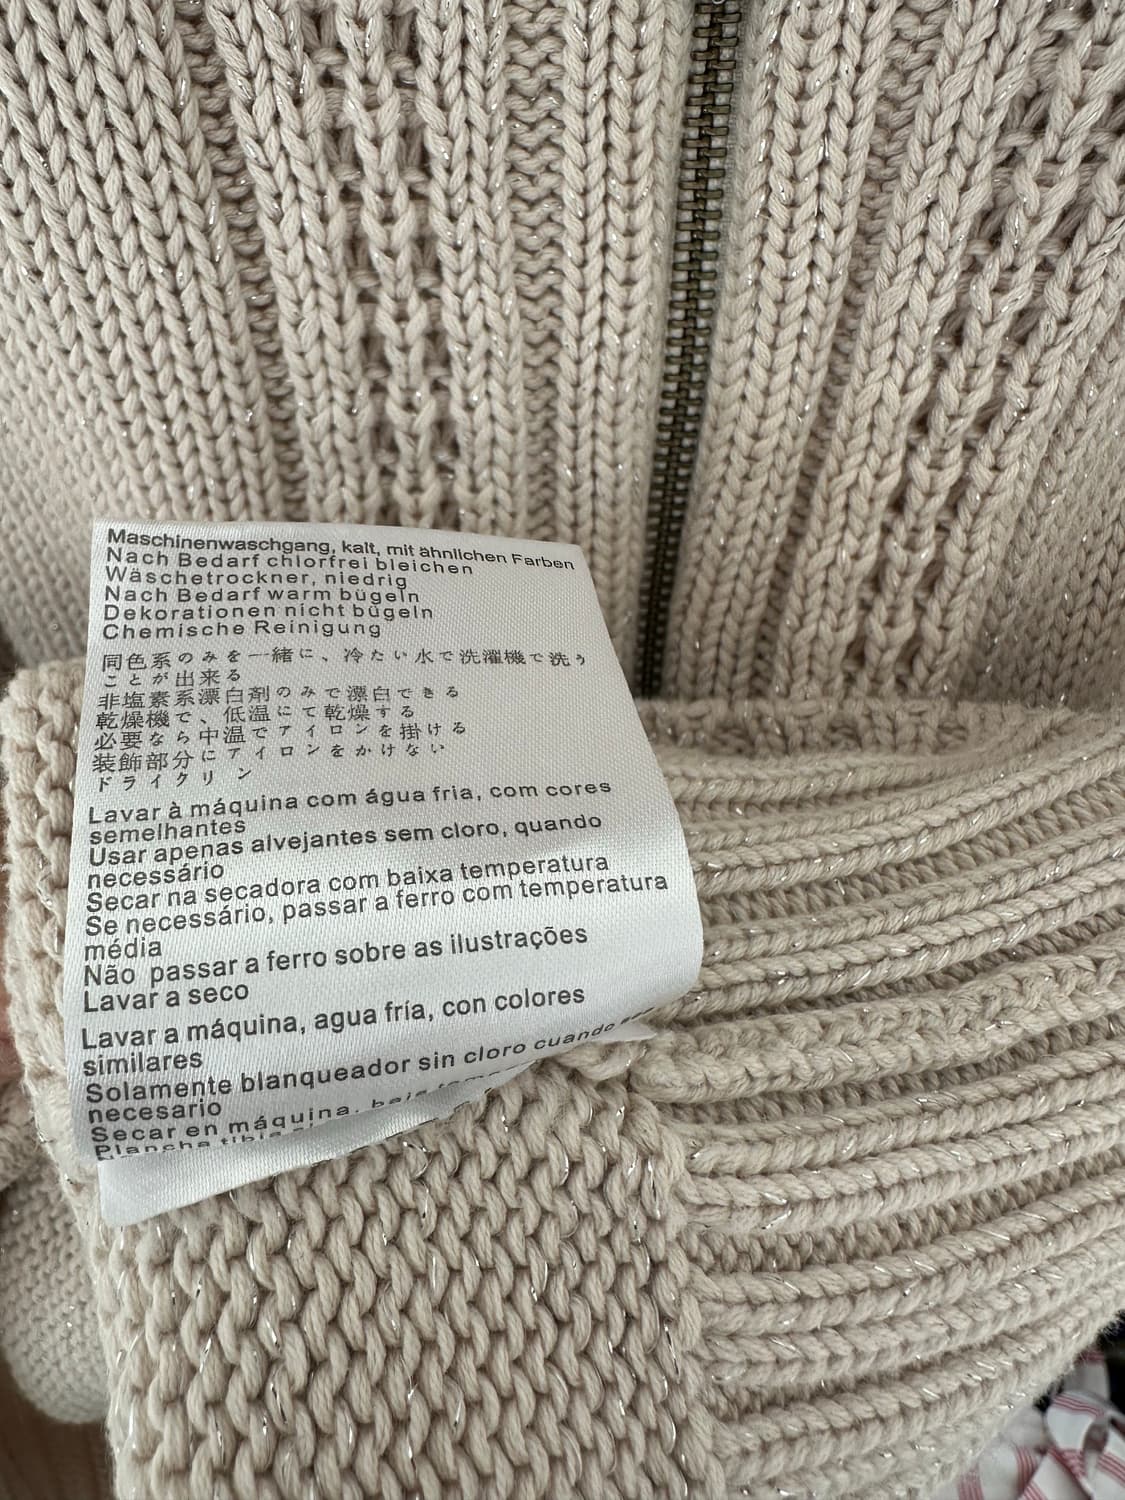 Maschinenwaschgang, kalt, mit ähnlichen Farben
Nach Bedarf chlorfrei bleichen
Wäschetrockner, niedrig
Nach Bedarf warm bügeln
Dekorationen nicht bügeln
Chemische Reinigung
同色系のみを一緒に、冷たい水で洗濯機で洗う
ことが出来る
非塩素系漂白剤のみで漂白できる
乾燥機で、低温にて乾燥する
必要なら中温でアイロンを掛ける
装飾部分にアイロンをかけない
ドライクリン
Lavar à máquina com água fria, com cores
semelhantes
Usar apenas alvejantes sem cloro, quando
necessário
Secar na secadora com baixa temperatura
Se necessário, passar a ferro com temperatura
média
Não passar a ferro sobre as ilustrações
Lavar a seco
Lavar a máquina, agua fría, con colores
similares
Solamente blanqueador sin cloro cuando
necesario
Secar en máquina, baja
Plancha tibia